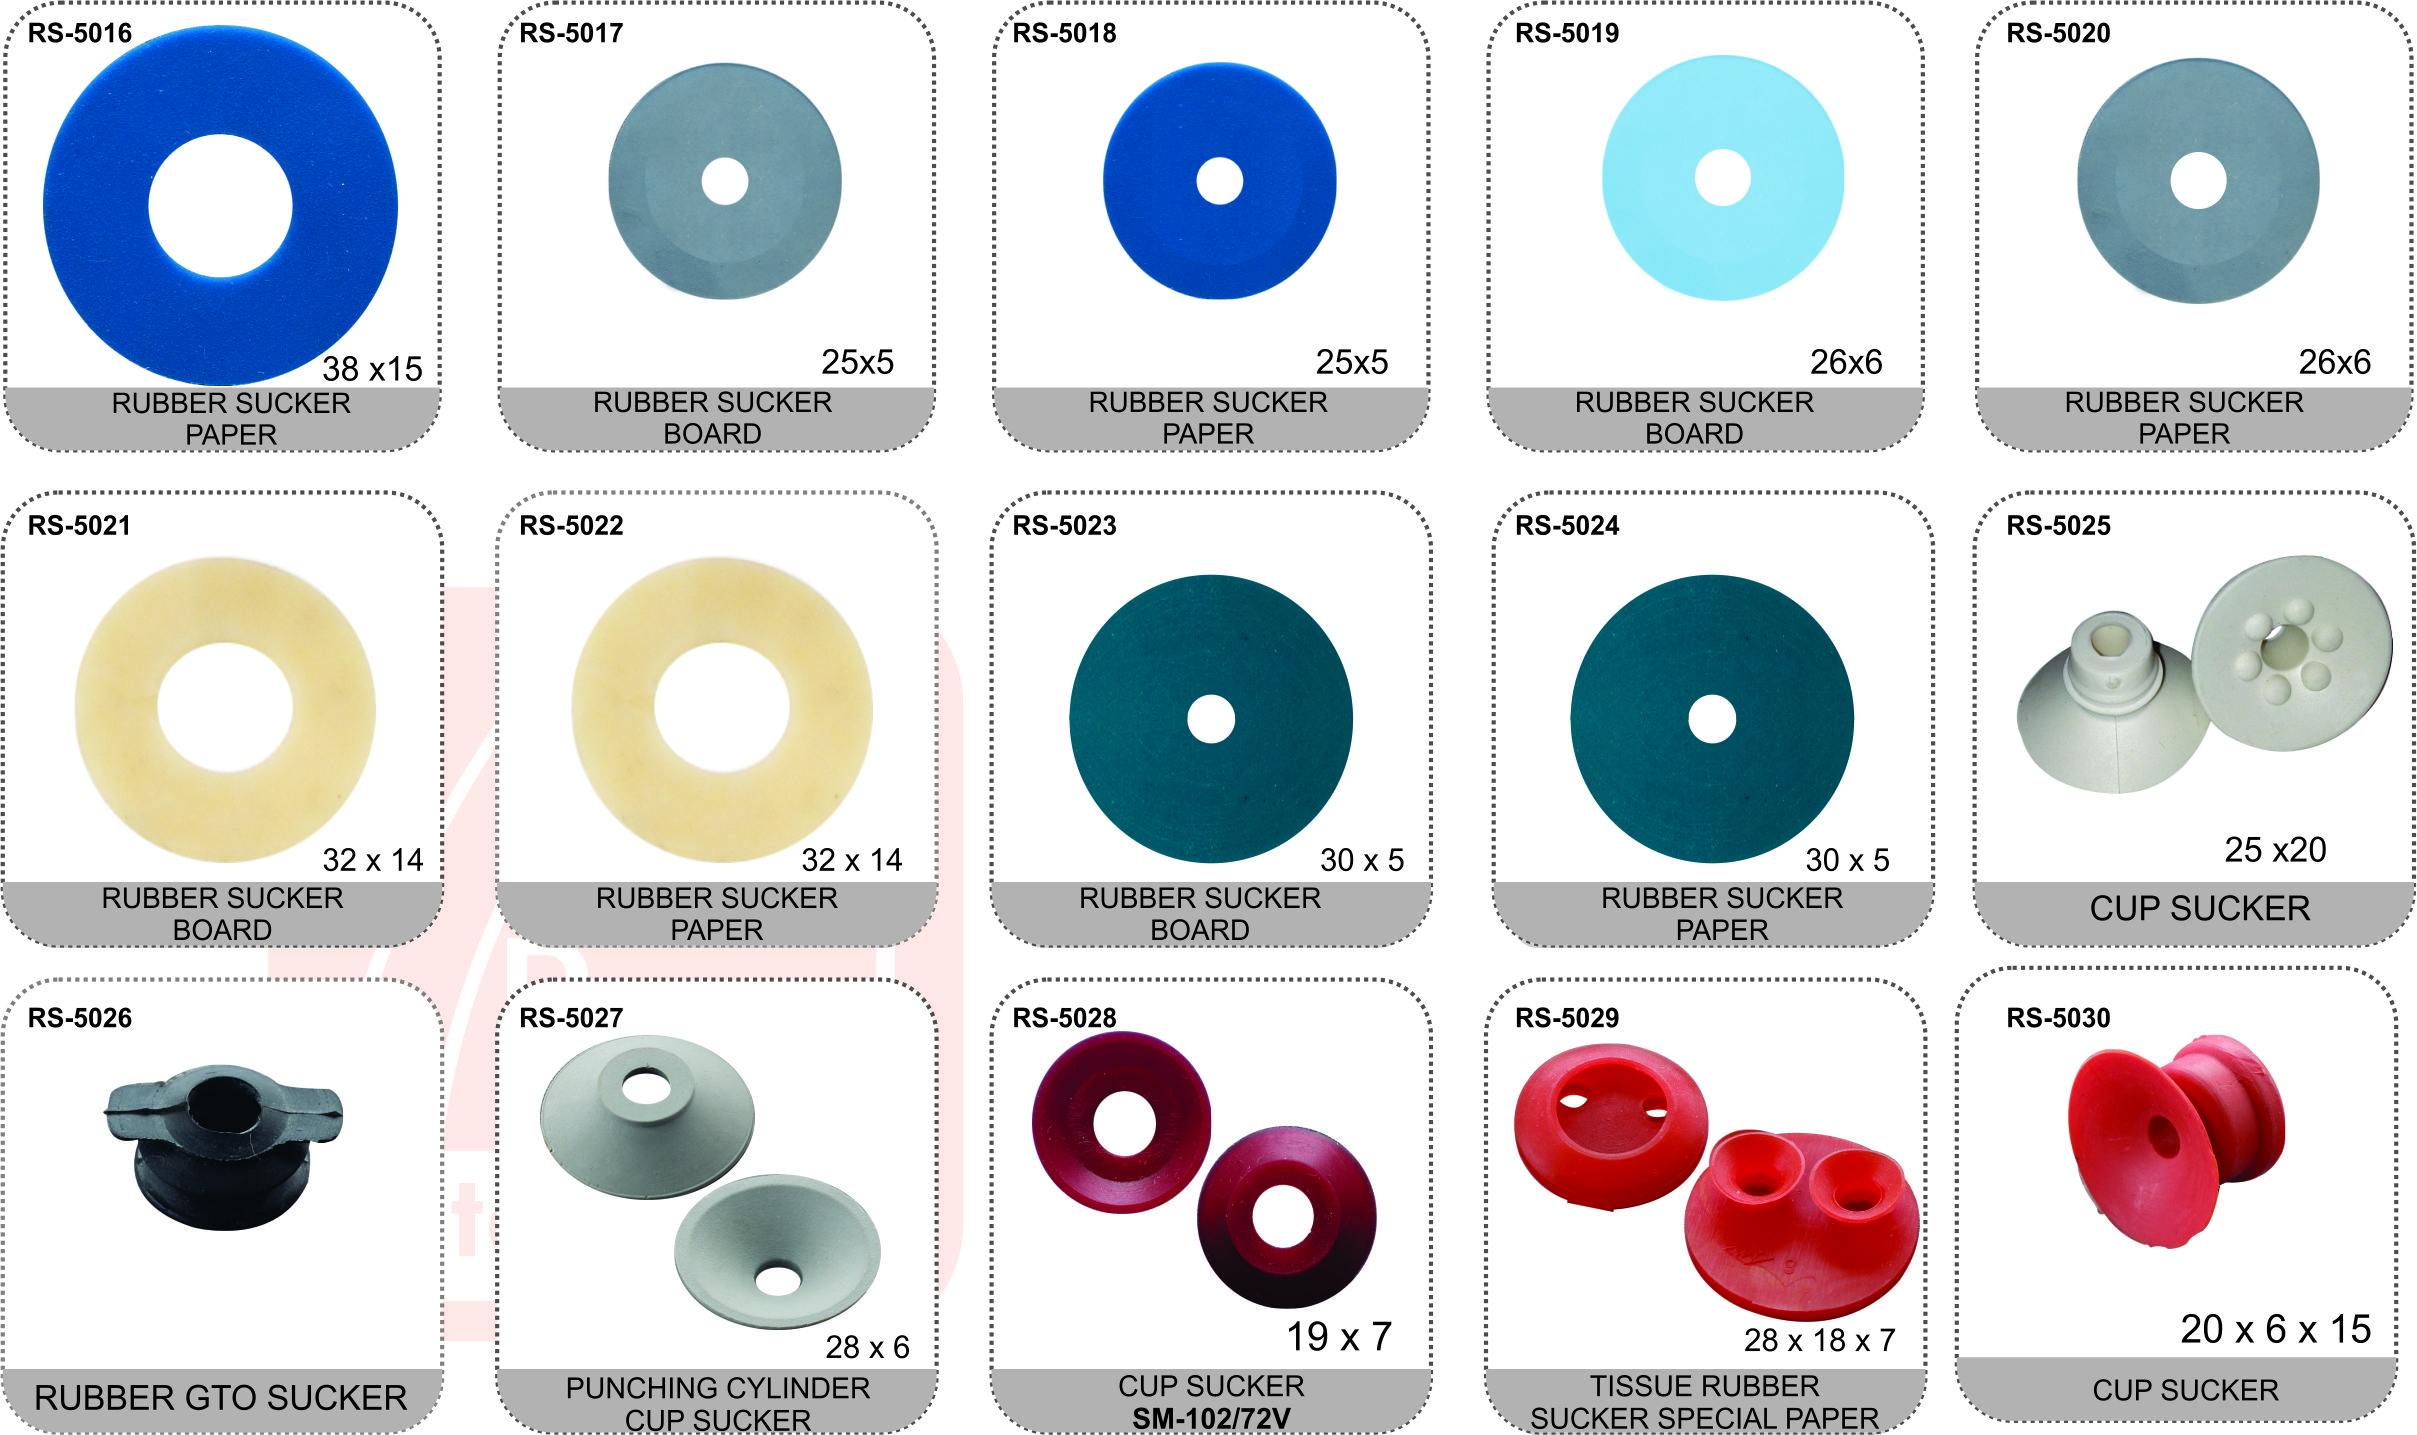 RS-5016
38 x15
RUBBER SUCKER
PAPER
RS-5017
25x5
RUBBER SUCKER
BOARD
RS-5018
25x5
RUBBER SUCKER
PAPER
RS-5019
26x6
RUBBER SUCKER
BOARD
RS-5020
26x6
RUBBER SUCKER
PAPER
RS-5021
32 x 14
RUBBER SUCKER
BOARD
RS-5022
32 x 14
RUBBER SUCKER
PAPER
RS-5023
30 x 5
RUBBER SUCKER
BOARD
RS-5024
30 x 5
RUBBER SUCKER
PAPER
RS-5025
25 x20
CUP SUCKER
RS-5026
RUBBER GTO SUCKER
RS-5027
28 x 6
PUNCHING CYLINDER
CUP SUCKER
RS-5028
19 x 7
CUP SUCKER
SM-102/72V
RS-5029
28 x 18 x 7
TISSUE RUBBER
SUCKER SPECIAL PAPER
RS-5030
20 x 6 x 15
CUP SUCKER